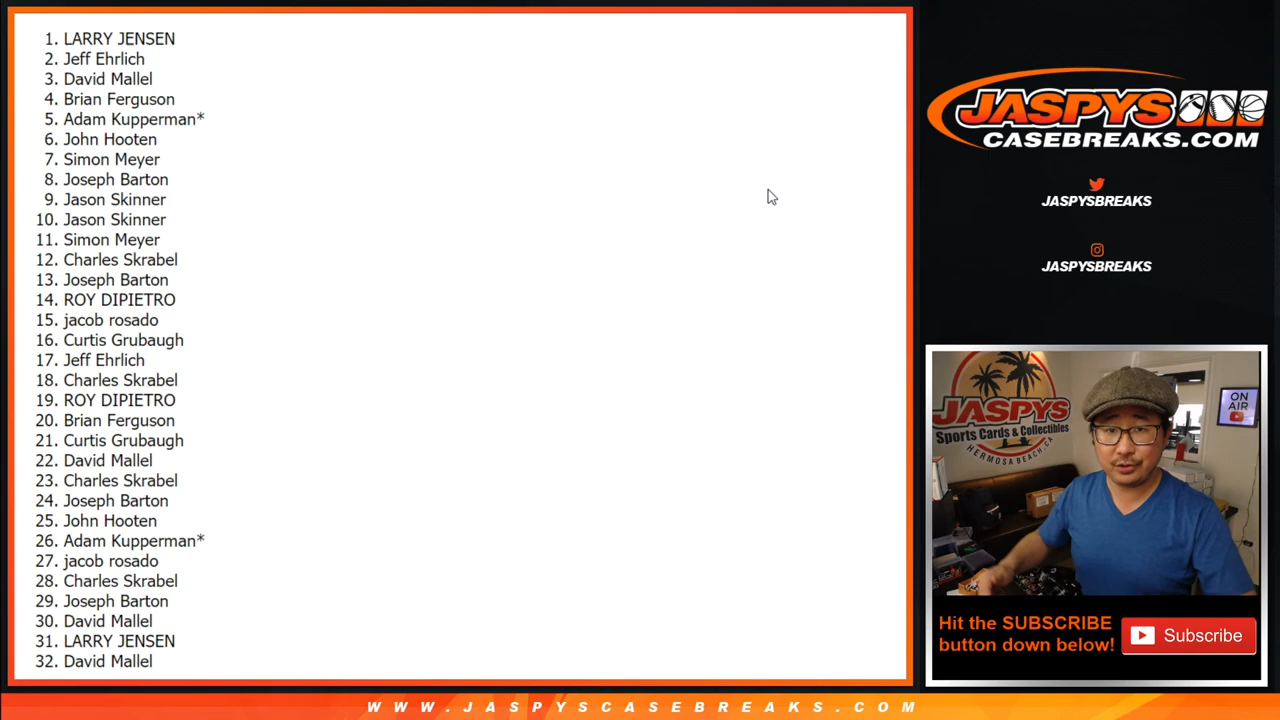 1. LARRY JENSEN
2. Jeff Ehrlich
3. David Mallel
4. Brian Ferguson
5. Adam Kupperman*
6. John Hooten
7. Simon Meyer
8. Joseph Barton
9. Jason Skinner
10. Jason Skinner
11. Simon Meyer
12. Charles Skrabel
13. Joseph Barton
14. ROY DIPIETRO
15. jacob rosado
16. Curtis Grubaugh
17. Jeff Ehrlich
18. Charles Skrabel
19. ROY DIPIETRO
20. Brian Ferguson
21. Curtis Grubaugh
22. David Mallel
23. Charles Skrabel
24. Joseph Barton
25. John Hooten
26. Adam Kupperman*
27. jacob rosado
28. Charles Skrabel
29. Joseph Barton
30. David Mallel
31. LARRY JENSEN
32. David Mallel
JASPYS
CASEBREAKS.COM
JASPYSBREAKS
JASPYSBREAKS
JASPYS
Sports Cards & Collectibles
HERMOSA BEACH, CA
ON
AIR
Hit the SUBSCRIBE
button down below!
Subscribe
WWW.JASPYSCASEBREAKS.COM